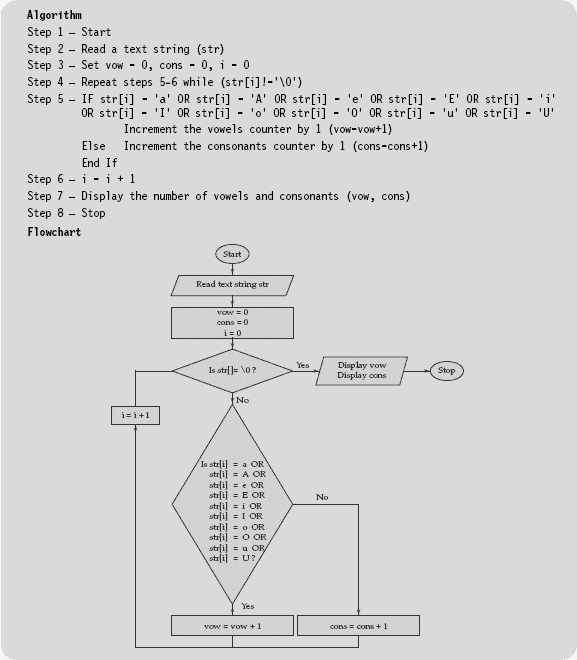 Algorithm
Step 1 – Start
Step 2 – Read a text string (str)
Step 3 – Set vow = 0, cons = 0, i = 0
Step 4 – Repeat steps 5-6 while (str[i]!='\0')
Step 5 – IF str[i] = 'a' OR str[i] = 'A' OR str[i] = 'e' OR str[i] = 'E' OR str[i] = 'i'
OR str[i] = 'I' OR str[i] = 'o' OR str[i] = 'O' OR str[i] = 'u' OR str[i] = 'U'
Increment the vowels counter by 1 (vow=vow+1)
Else Increment the consonants counter by 1 (cons=cons+1)
End If
Step 6 – i = i + 1
Step 7 – Display the number of vowels and consonants (vow, cons)
Step 8 – Stop
Flowchart
Start
Read text string str
vow = 0
cons = 0
i = 0
Is str[]= \0 ?
Yes
Display vow
Display cons
Stop
No
i = i + 1
Is str[i] = a OR
str[i] = A OR
str[i] = e OR
str[i] = E OR
str[i] = i OR
str[i] = I OR
str[i] = o OR
str[i] = O OR
str[i] = u OR
str[i] = U ?
No
Yes
vow = vow + 1
cons = cons + 1